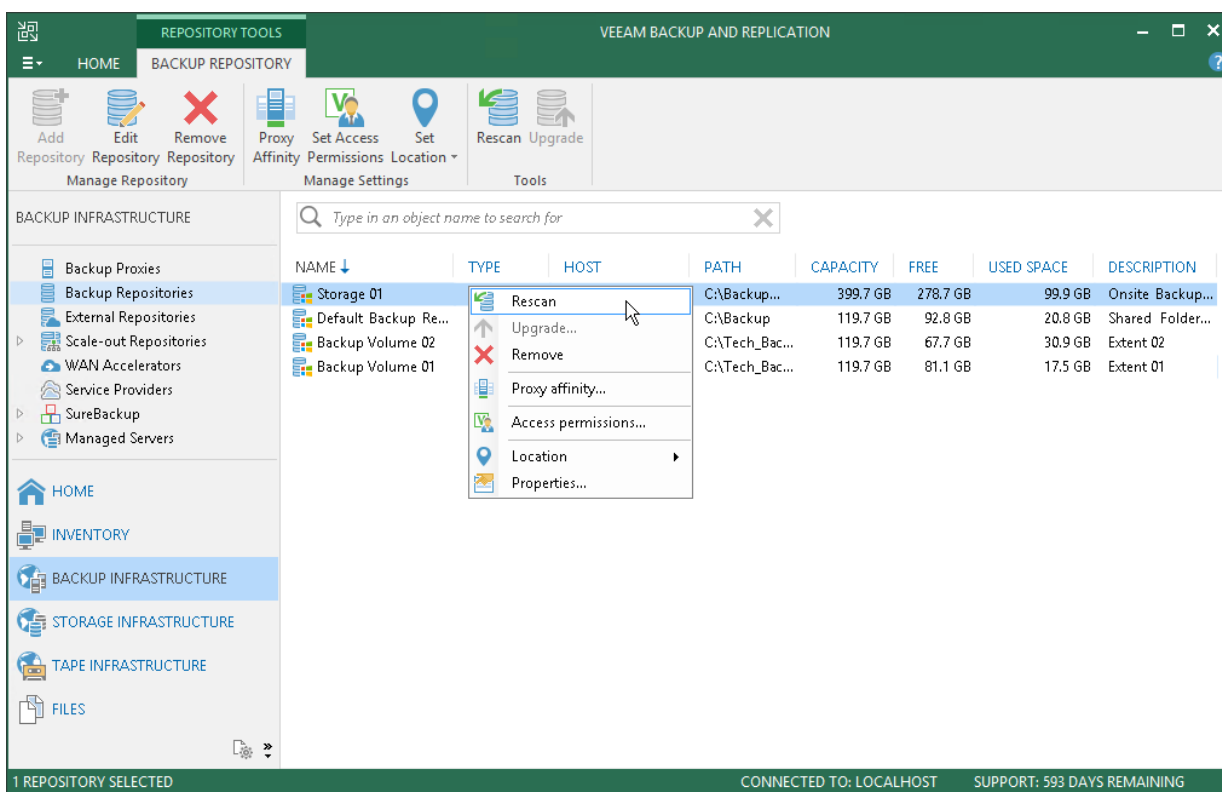 REPOSITORY TOOLS
VEEAM BACKUP AND REPLICATION
HOME BACKUP REPOSITORY
?
Add Repository
Edit Repository
Remove Repository
Manage Repository
Proxy Affinity
Set Access Permissions
Set Location
Manage Settings
Rescan
Upgrade
Tools
BACKUP INFRASTRUCTURE
Backup Proxies
Backup Repositories
External Repositories
Scale-out Repositories
WAN Accelerators
Service Providers
SureBackup
Managed Servers
HOME
INVENTORY
BACKUP INFRASTRUCTURE
STORAGE INFRASTRUCTURE
TAPE INFRASTRUCTURE
FILES
Type in an object name to search for
NAME TYPE HOST PATH CAPACITY FREE USED SPACE DESCRIPTION
Storage 01 C:\Backup... 399.7 GB 278.7 GB 99.9 GB Onsite Backup...
Default Backup Re... C:\Backup 119.7 GB 92.8 GB 20.8 GB Shared Folder...
Backup Volume 02 C:\Tech_Bac... 119.7 GB 67.7 GB 30.9 GB Extent 02
Backup Volume 01 C:\Tech_Bac... 119.7 GB 81.1 GB 17.5 GB Extent 01
Rescan
Upgrade...
Remove
Proxy affinity...
Access permissions...
Location
Properties...
1 REPOSITORY SELECTED
CONNECTED TO: LOCALHOST
SUPPORT: 593 DAYS REMAINING